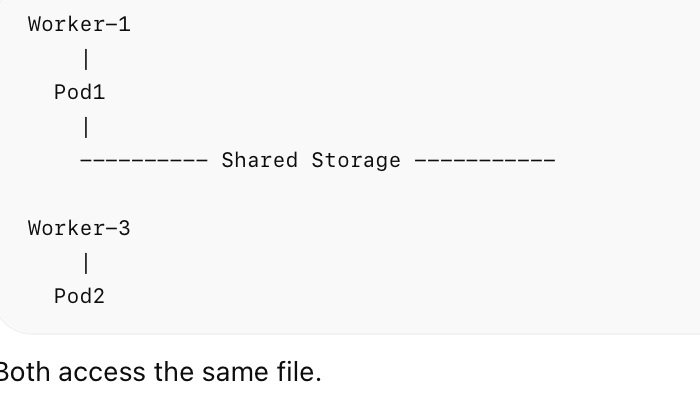 Worker-1
|
Pod1
|
---------- Shared Storage -----------
Worker-3
|
Pod2
Both access the same file.